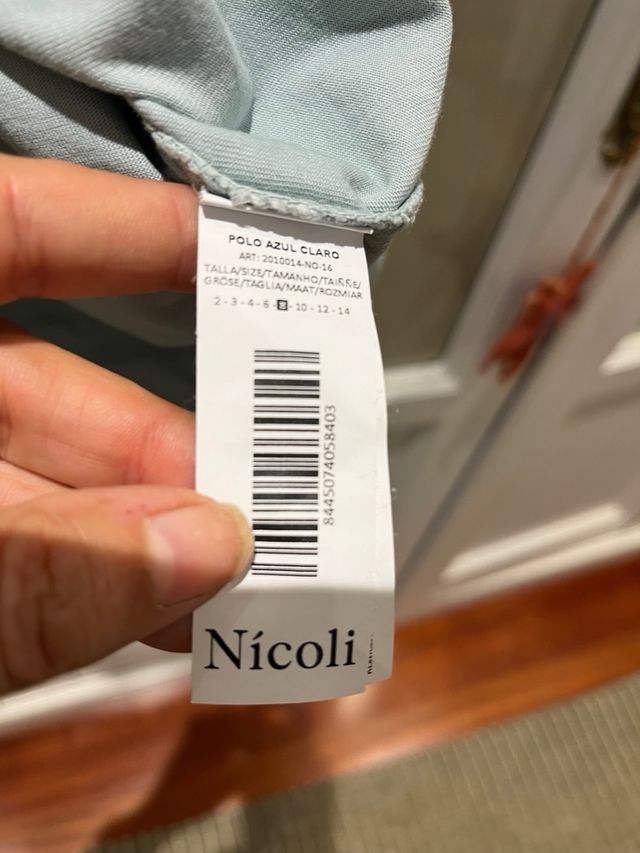 POLO AZUL CLARO
ART: 2010014-NO-16
TALLA/SIZE/TAMANHO/TAIÑÑE/
GRÖSE/TAGLIA/MAAT/ROZMIAR
2 - 3 - 4 - 6 - 8 - 10 - 12 - 14
8445074058403
Nícoli